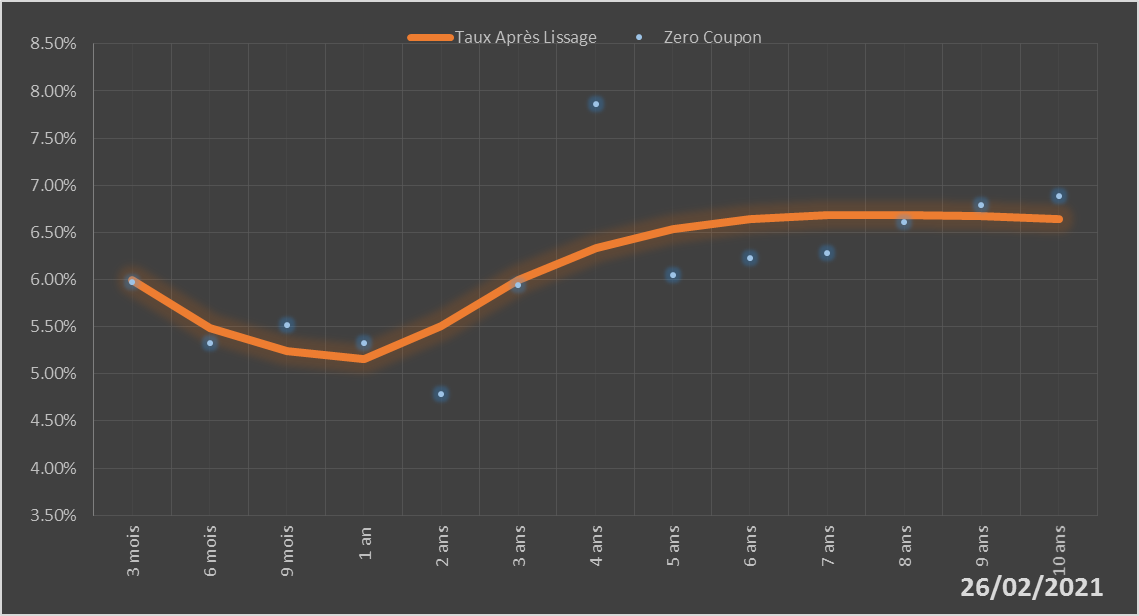 Taux Après Lissage Zero Coupon
8.50%
8.00%
7.50%
7.00%
6.50%
6.00%
5.50%
5.00%
4.50%
4.00%
3.50%
3 mois
6 mois
9 mois
1 an
2 ans
3 ans
4 ans
5 ans
6 ans
7 ans
8 ans
9 ans
10 ans
26/02/2021